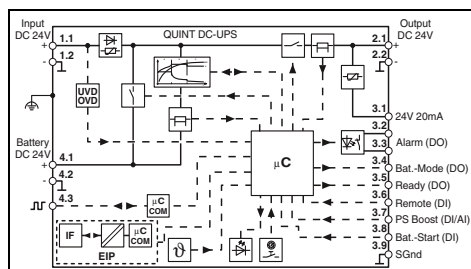 Input
DC 24V
QUINT DC-UPS
Output
DC 24V
+ 1.1
- 1.2
2.1 +
2.2 -
UVD
OVD
3.1
24V 20mA
3.2
3.3
Alarm (DO)
Battery
DC 24V
+ 4.1
- 4.2
4.3
µC
3.4
Bat.-Mode (DO)
3.5
Ready (DO)
3.6
Remote (DI)
3.7
PS Boost (DI/AI)
3.8
Bat.-Start (DI)
3.9
SGnd
µC
COM
IF
µC
COM
EIP
ϑ